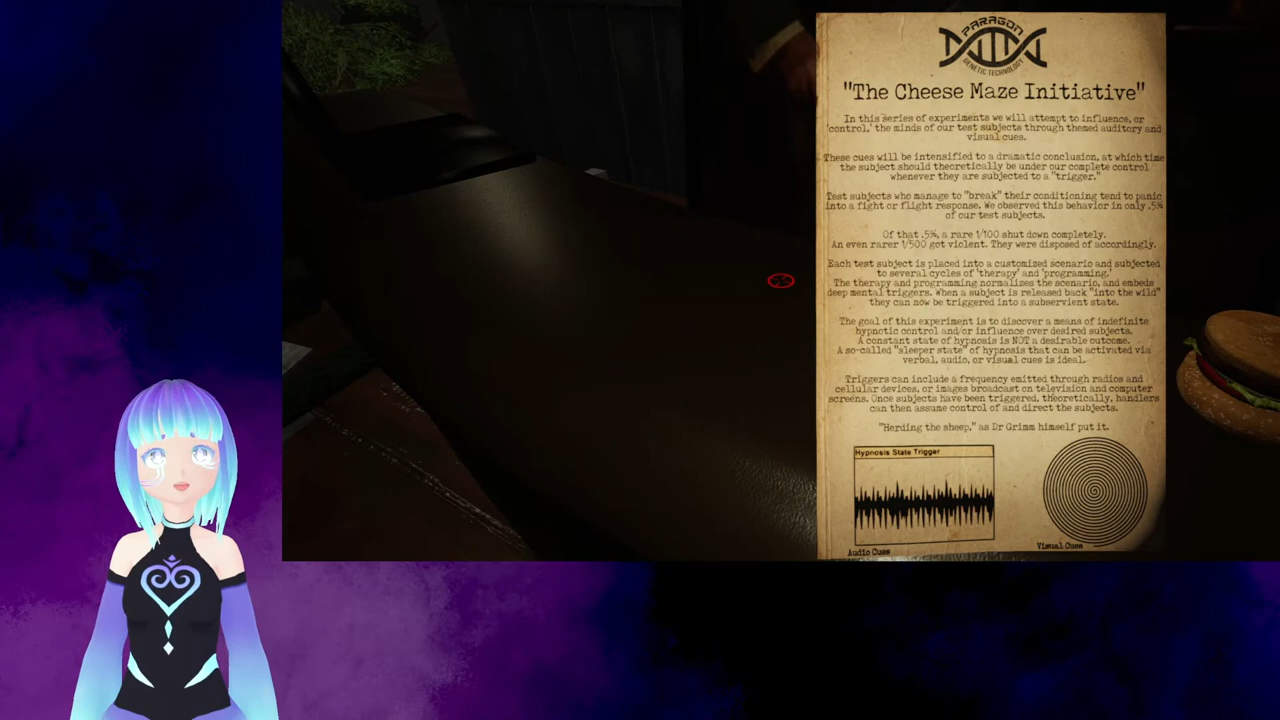 PARAGON
GENETIC TECHNOLOGY
"The Cheese Maze Initiative"
In this series of experiments we will attempt to influence, or
'control,' the minds of our test subjects through themed auditory and
visual cues.
These cues will be intensified to a dramatic conclusion, at which time
the subject should theoretically be under our complete control
whenever they are subjected to a "trigger."
Test subjects who manage to "break" their conditioning tend to panic
into a fight or flight response. We observed this behavior in only .5%
of our test subjects.
Of that .5%, a rare 1/100 shut down completely.
An even rarer 1/500 got violent. They were disposed of accordingly.
Each test subject is placed into a customized scenario and subjected
to several cycles of 'therapy' and 'programming.'
The therapy and programming normalizes the scenario, and embeds
deep mental triggers. When a subject is released back "into the wild"
they can now be triggered into a subservient state.
The goal of this experiment is to discover a means of indefinite
hypnotic control and/or influence over desired subjects.
A constant state of hypnosis is NOT a desirable outcome.
A so-called "sleeper state" of hypnosis that can be activated via
verbal, audio, or visual cues is ideal.
Triggers can include a frequency emitted through radios and
cellular devices, or images broadcast on television and computer
screens. Once subjects have been triggered, theoretically, handlers
can then assume control of and direct the subjects.
"Herding the sheep," as Dr Grimm himself put it.
Hypnosis State Trigger
Audio Cues
Visual Cues